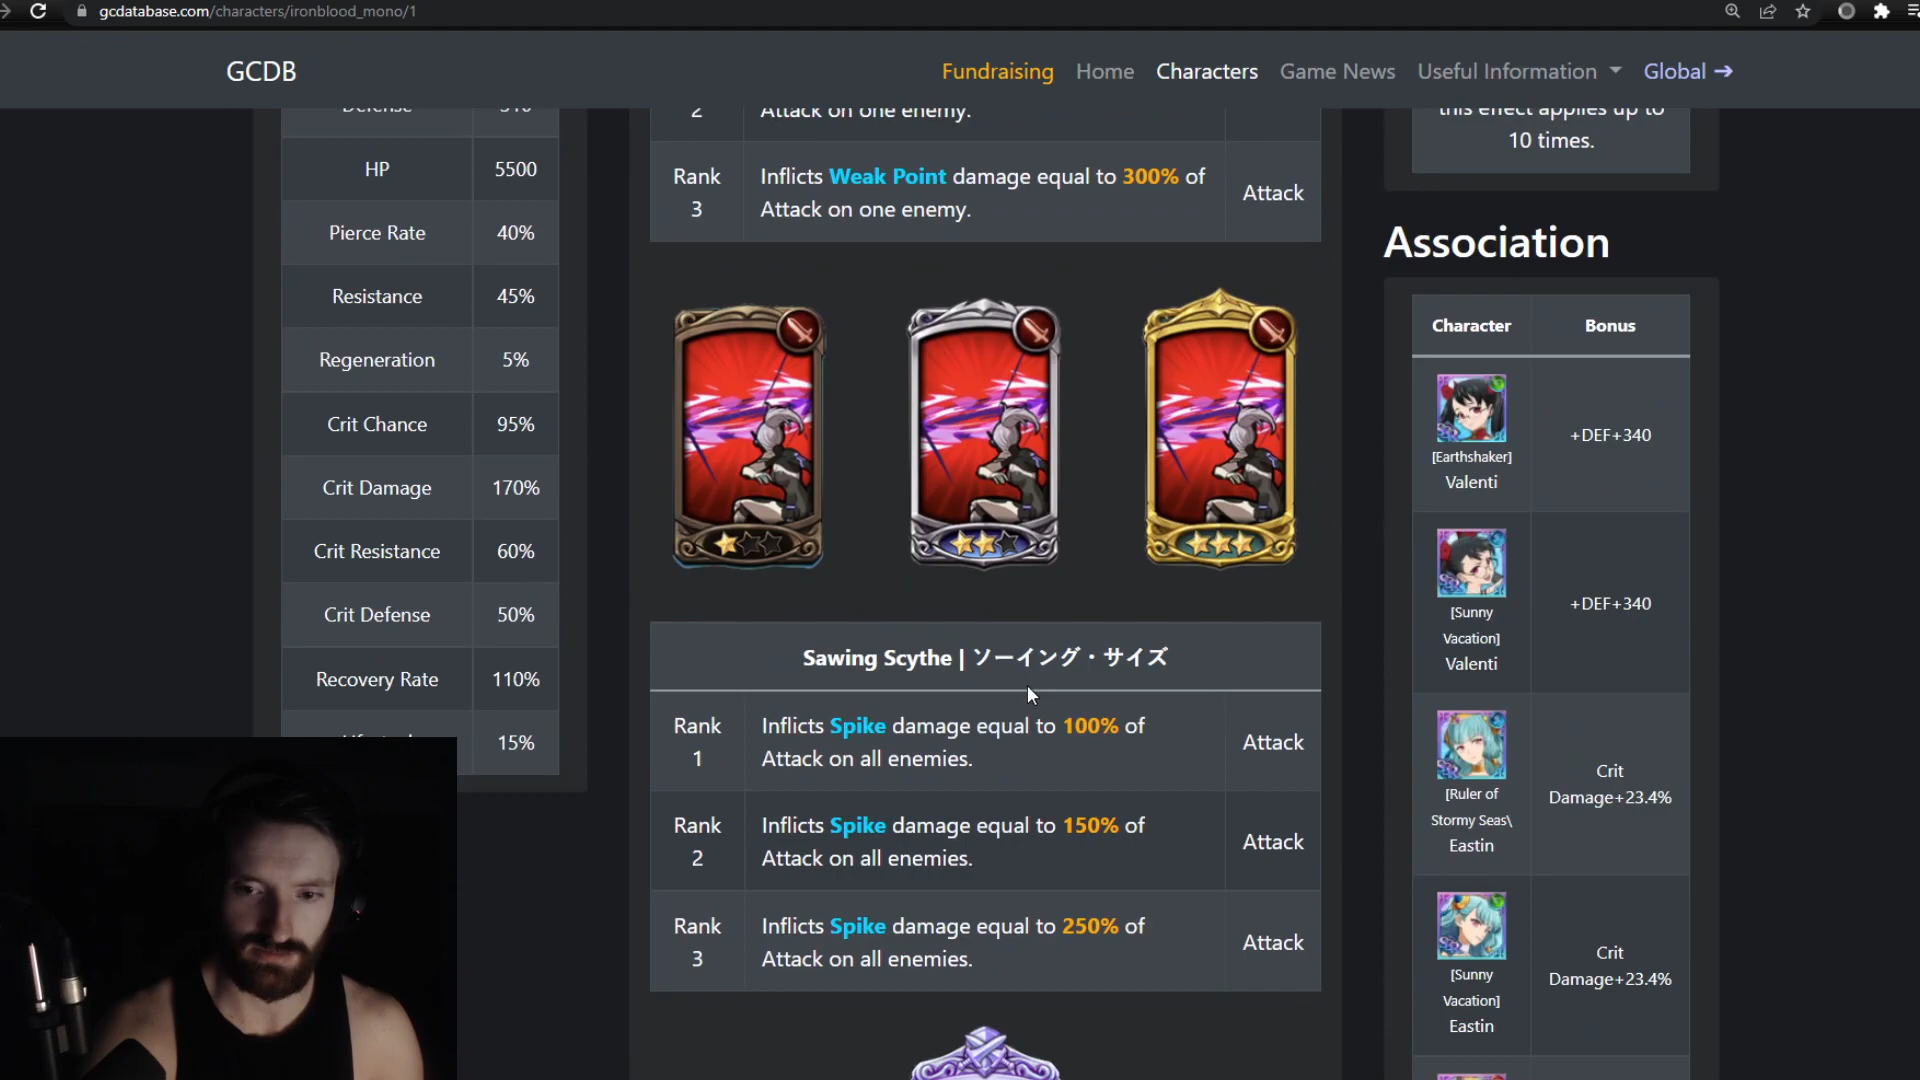 gcdatabase.com/characters/ironblood_mono/1
GCDB
Fundraising Home Characters Game News Useful Information Global →
HP 5500
Pierce Rate 40%
Resistance 45%
Regeneration 5%
Crit Chance 95%
Crit Damage 170%
Crit Resistance 60%
Crit Defense 50%
Recovery Rate 110%
15%
2 Attack on one enemy.
Rank 3 Inflicts Weak Point damage equal to 300% of
Attack on one enemy.
Attack
Sawing Scythe | ソーイング・サイズ
Rank 1 Inflicts Spike damage equal to 100% of
Attack on all enemies.
Attack
Rank 2 Inflicts Spike damage equal to 150% of
Attack on all enemies.
Attack
Rank 3 Inflicts Spike damage equal to 250% of
Attack on all enemies.
Attack
this effect applies up to
10 times.
Association
Character Bonus
[Earthshaker]
Valenti
+DEF+340
[Sunny
Vacation]
Valenti
+DEF+340
[Ruler of
Stormy Seas\
Eastin
Crit
Damage+23.4%
[Sunny
Vacation]
Eastin
Crit
Damage+23.4%